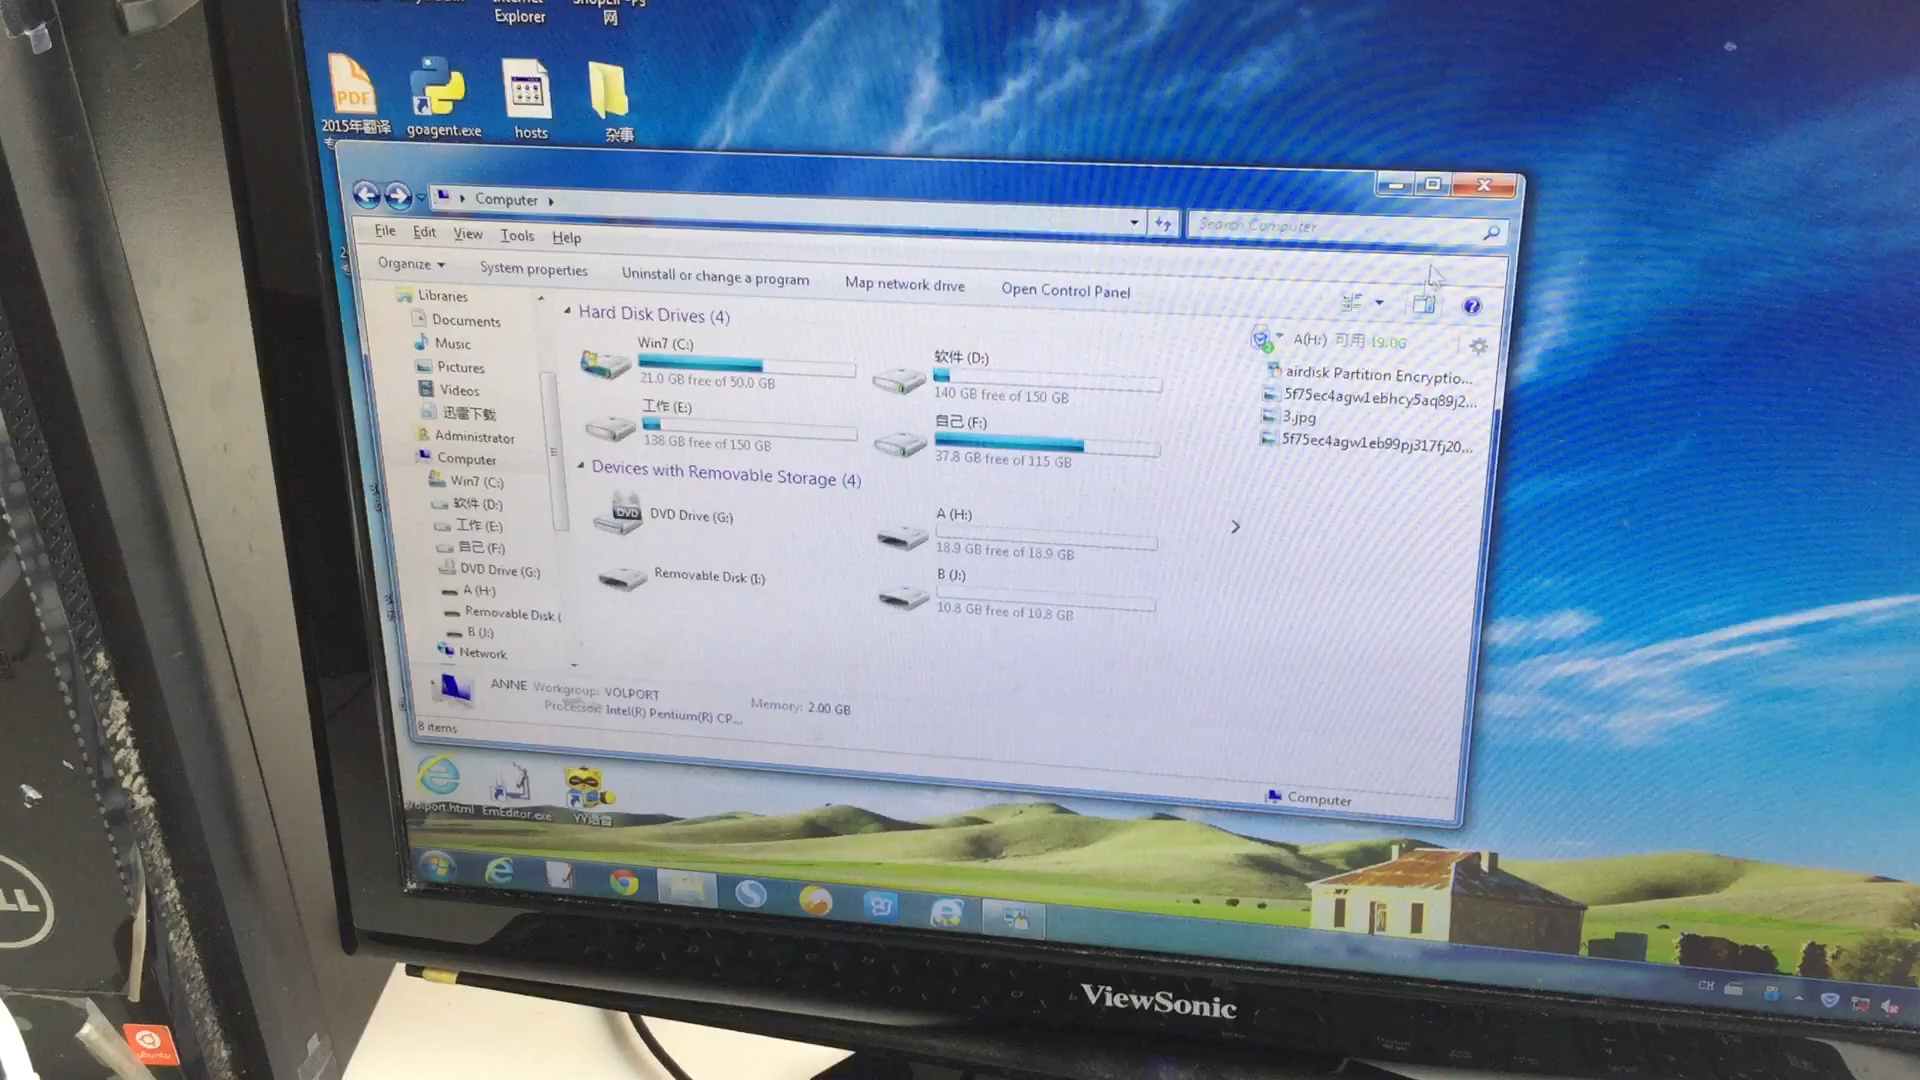 Explorer
网
2015年翻译
goagent.exe
hosts
杂事
Computer
Search Computer
File Edit View Tools Help
Organize System properties Uninstall or change a program Map network drive Open Control Panel
Libraries
Documents
Music
Pictures
Videos
迅雷下载
Administrator
Computer
Win7 (C:)
软件 (D:)
工作 (E:)
自己 (F:)
DVD Drive (G:)
A (H:)
Removable Disk (
B (J:)
Network
Hard Disk Drives (4)
Win7 (C:)
21.0 GB free of 50.0 GB
软件 (D:)
140 GB free of 150 GB
工作 (E:)
138 GB free of 150 GB
自己 (F:)
37.8 GB free of 115 GB
Devices with Removable Storage (4)
DVD
DVD Drive (G:)
A (H:)
18.9 GB free of 18.9 GB
Removable Disk (I:)
B (J:)
10.8 GB free of 10.8 GB
A(H:) 可用 19.0G
airdisk Partition Encryptio...
5f75ec4agw1ebhcy5aq89j2...
3.jpg
5f75ec4agw1eb99pj317fj20...
ANNE Workgroup: VOLPORT
Memory: 2.00 GB
Processor: Intel(R) Pentium(R) CP...
8 items
Computer
PDF
EmEditor.exe
YY语音
CH
ViewSonic
ubuntu